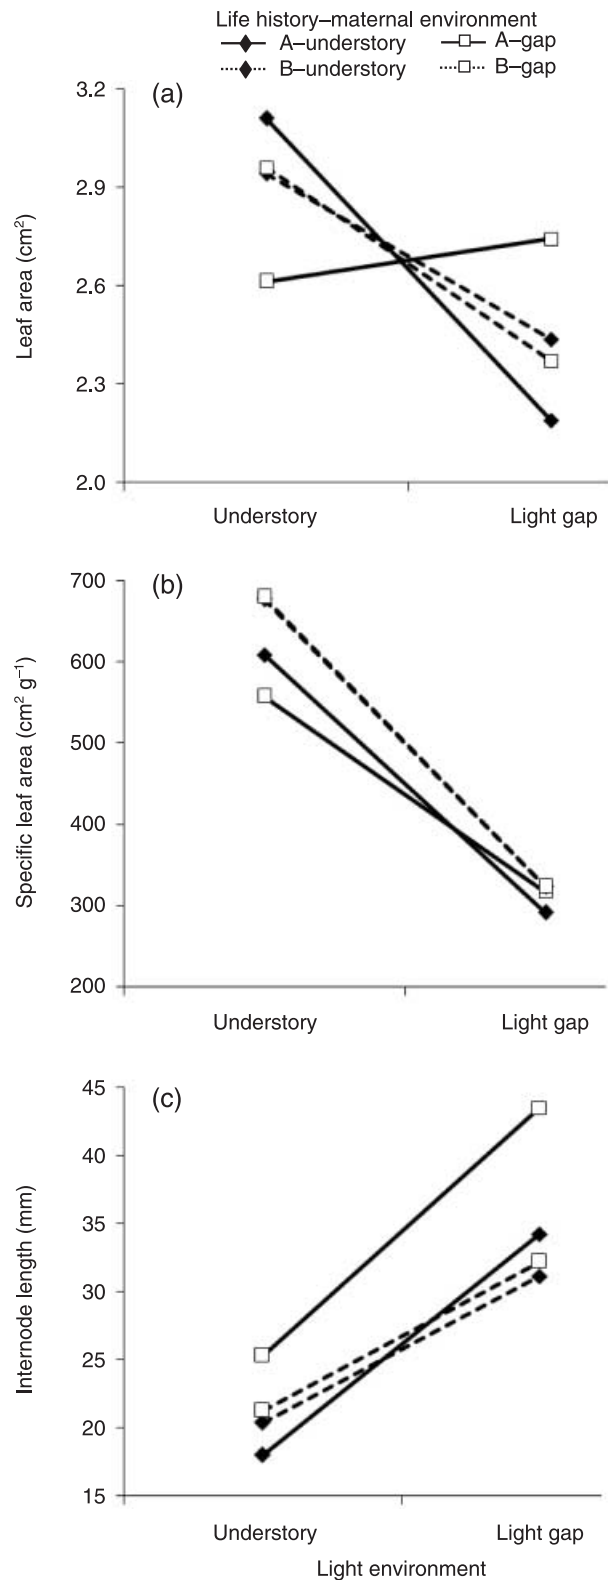 Life history–maternal environment
A–understory A–gap
B–understory B–gap
(a)
3.2
2.9
2.6
2.3
2.0
Leaf area (cm²)
Understory Light gap
(b)
700
600
500
400
300
200
Specific leaf area (cm² g⁻¹)
Understory Light gap
(c)
45
40
35
30
25
20
15
Internode length (mm)
Understory Light gap
Light environment